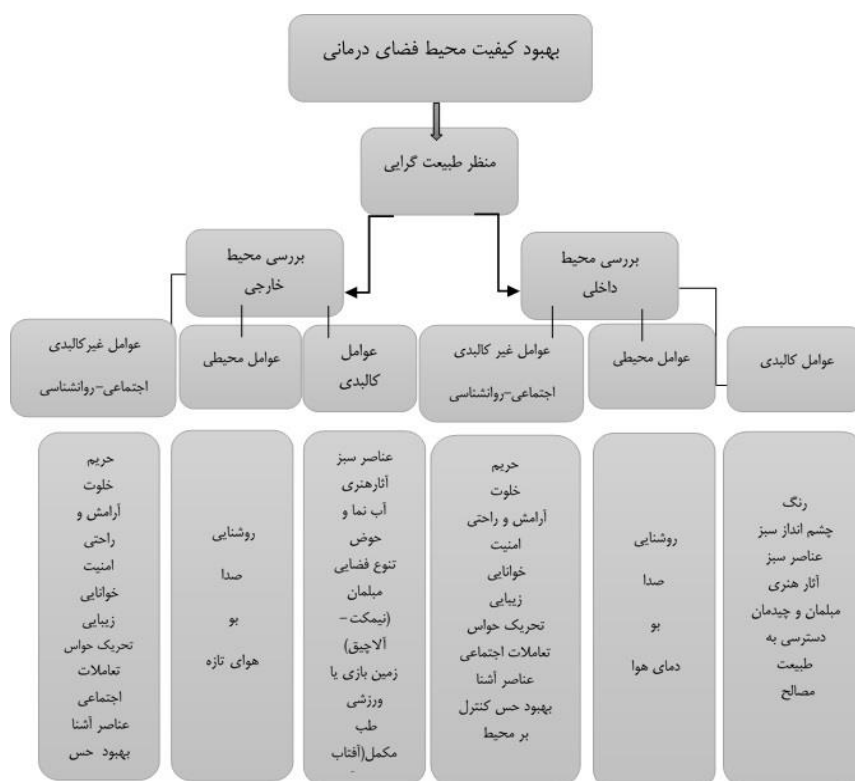 بهبود کیفیت محیط فضای درمانی
منظر طبیعت گرایی
بررسی محیط
داخلی
بررسی محیط
خارجی
عوامل کالبدی
عوامل محیطی
عوامل غیر کالبدی
اجتماعی-روانشناسی
عوامل
کالبدی
عوامل محیطی
عوامل غیرکالبدی
اجتماعی-روانشناسی
رنگ
چشم انداز سبز
عناصر سبز
آثار هنری
مبلمان و چیدمان
دسترسی به
طبیعت
مصالح
روشنایی
صدا
بو
دمای هوا
حریم
خلوت
آرامش و راحتی
امنیت
خوانایی
زیبایی
تحریک حواس
تعاملات اجتماعی
عناصر آشنا
بهبود حس کنترل
بر محیط
عناصر سبز
آثارهنری
آب نما و
حوض
تنوع فضایی
مبلمان
(نیمکت-
آلاچیق)
زمین بازی یا
ورزشی
طب
مکمل(آفتاب
روشنایی
صدا
بو
هوای تازه
حریم
خلوت
آرامش و
راحتی
امنیت
خوانایی
زیبایی
تحریک حواس
تعاملات
اجتماعی
عناصر آشنا
بهبود حس